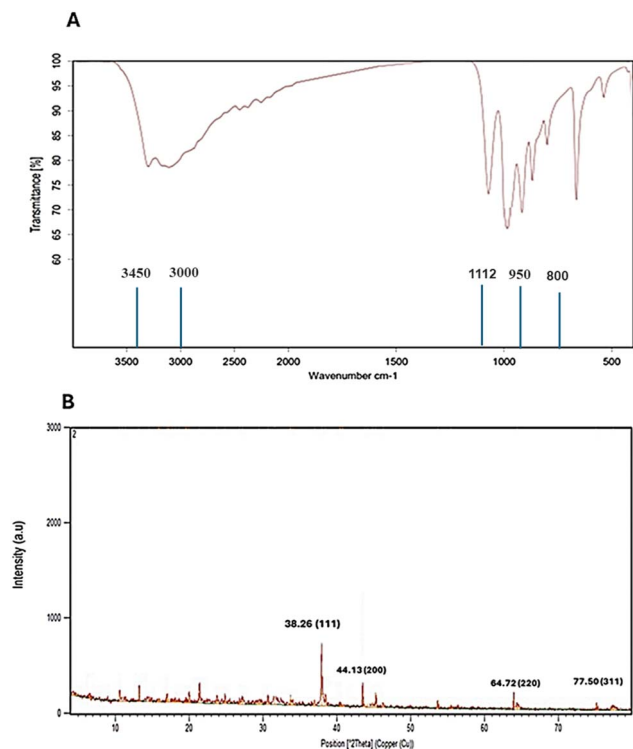 A
100
95
90
85
80
75
70
65
60
Transmittance [%]
3450 3000 1112 950 800
3500 3000 2500 2000 1500 1000 500
Wavenumber cm-1
B
3000
2
2000
Intensity (a.u)
1000
38.26 (111)
44.13 (200)
64.72 (220)
77.50 (311)
0
10 20 30 40 50 60 70
Position [°2Theta] (Copper (Cu))